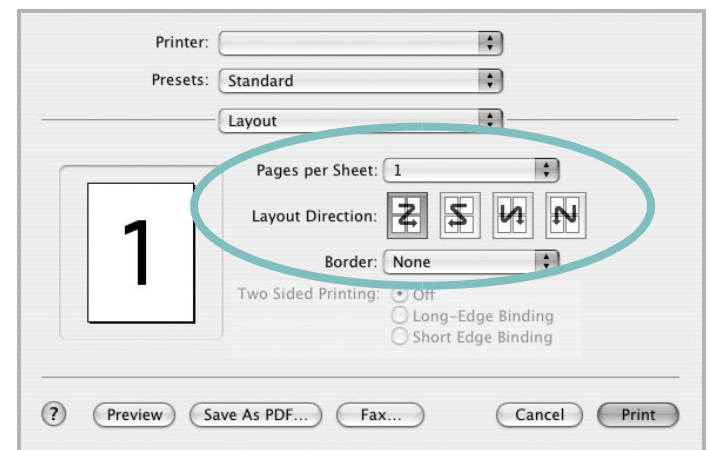 Printer:
Presets: Standard
Layout
Pages per Sheet: 1
Layout Direction:
Border: None
1
Two Sided Printing: Off
Long-Edge Binding
Short Edge Binding
? Preview Save As PDF... Fax... Cancel Print